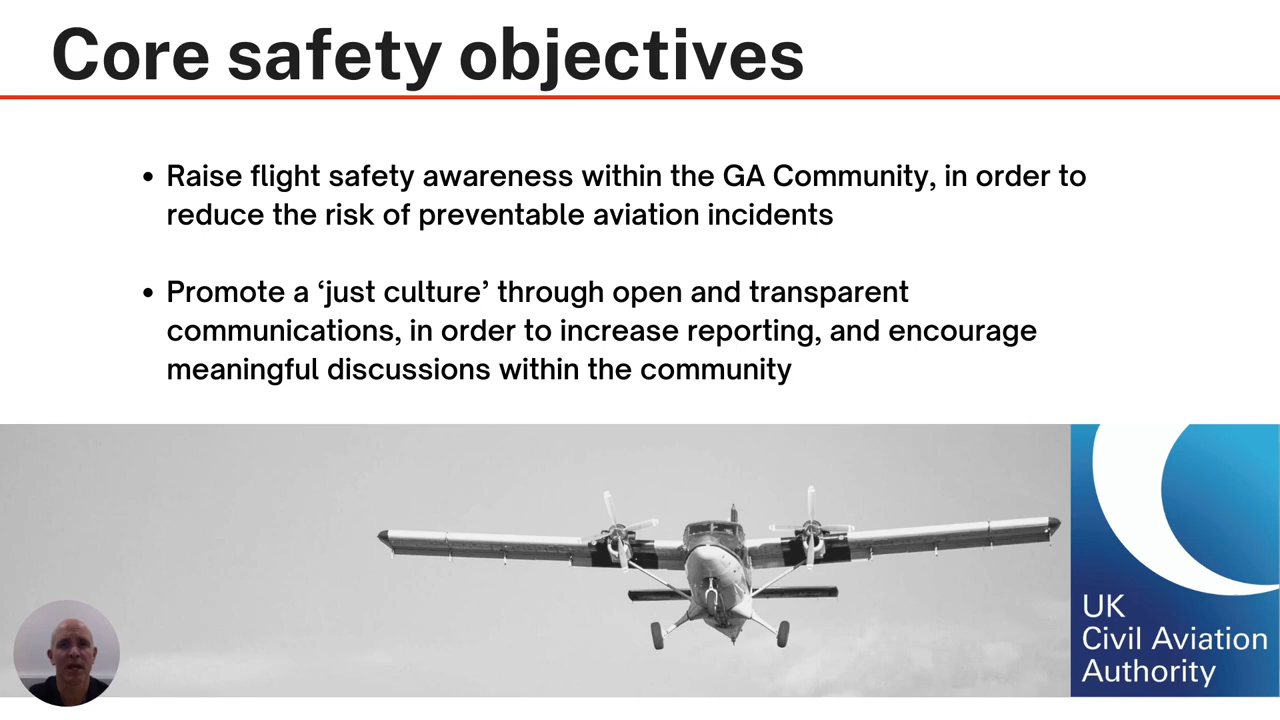 Core safety objectives
• Raise flight safety awareness within the GA Community, in order to
reduce the risk of preventable aviation incidents
• Promote a ‘just culture’ through open and transparent
communications, in order to increase reporting, and encourage
meaningful discussions within the community
UK
Civil Aviation
Authority